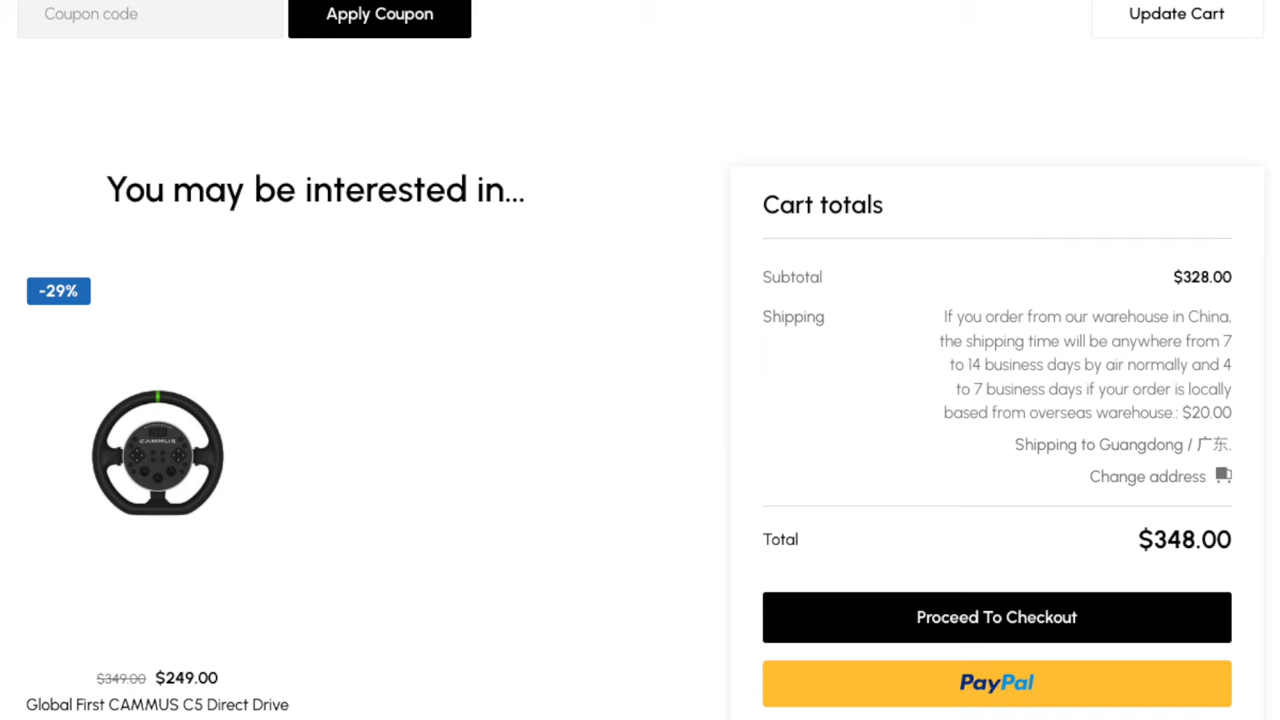 Coupon code
Apply Coupon
Update Cart
You may be interested in...
-29%
CAMMUS
$349.00 $249.00
Global First CAMMUS C5 Direct Drive
Cart totals
Subtotal $328.00
Shipping If you order from our warehouse in China,
the shipping time will be anywhere from 7
to 14 business days by air normally and 4
to 7 business days if your order is locally
based from overseas warehouse.: $20.00
Shipping to Guangdong / 广东.
Change address
Total $348.00
Proceed To Checkout
PayPal